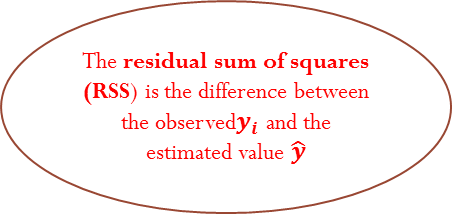 The residual sum of squares
(RSS) is the difference between
the observed𝒚𝒊 and the
estimated value 𝒚̂